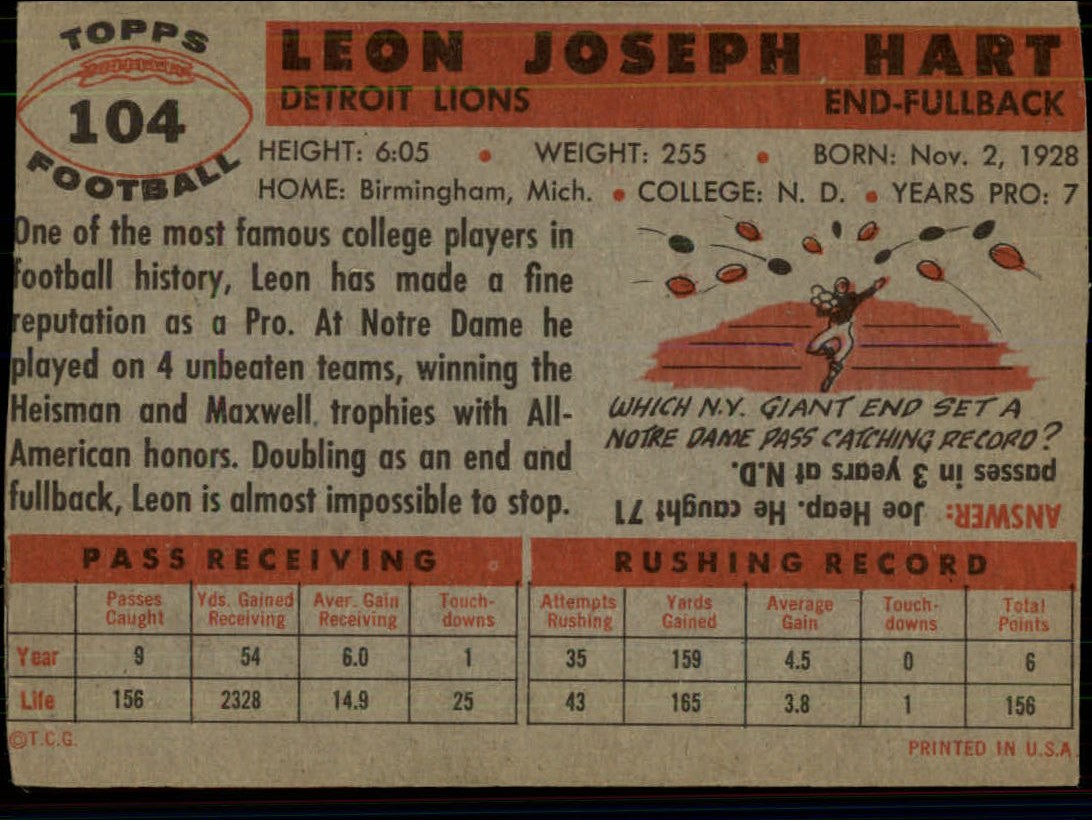 TOPPS
104
FOOTBALL
LEON JOSEPH HART
DETROIT LIONS END-FULLBACK
HEIGHT: 6:05 • WEIGHT: 255 • BORN: Nov. 2, 1928
HOME: Birmingham, Mich. • COLLEGE: N. D. • YEARS PRO: 7
One of the most famous college players in
football history, Leon has made a fine
reputation as a Pro. At Notre Dame he
played on 4 unbeaten teams, winning the
Heisman and Maxwell trophies with All-
American honors. Doubling as an end and
fullback, Leon is almost impossible to stop.
WHICH N.Y. GIANT END SET A
NOTRE DAME PASS CATCHING RECORD?
ANSWER: Joe Heap. He caught 71
passes in 3 years at N.D.
PASS RECEIVING
Passes Caught Yds. Gained Receiving Aver. Gain Receiving Touch-downs
Year 9 54 6.0 1
Life 156 2328 14.9 25
RUSHING RECORD
Attempts Rushing Yards Gained Average Gain Touch-downs Total Points
35 159 4.5 0 6
43 165 3.8 1 156
©T.C.G.
PRINTED IN U.S.A.